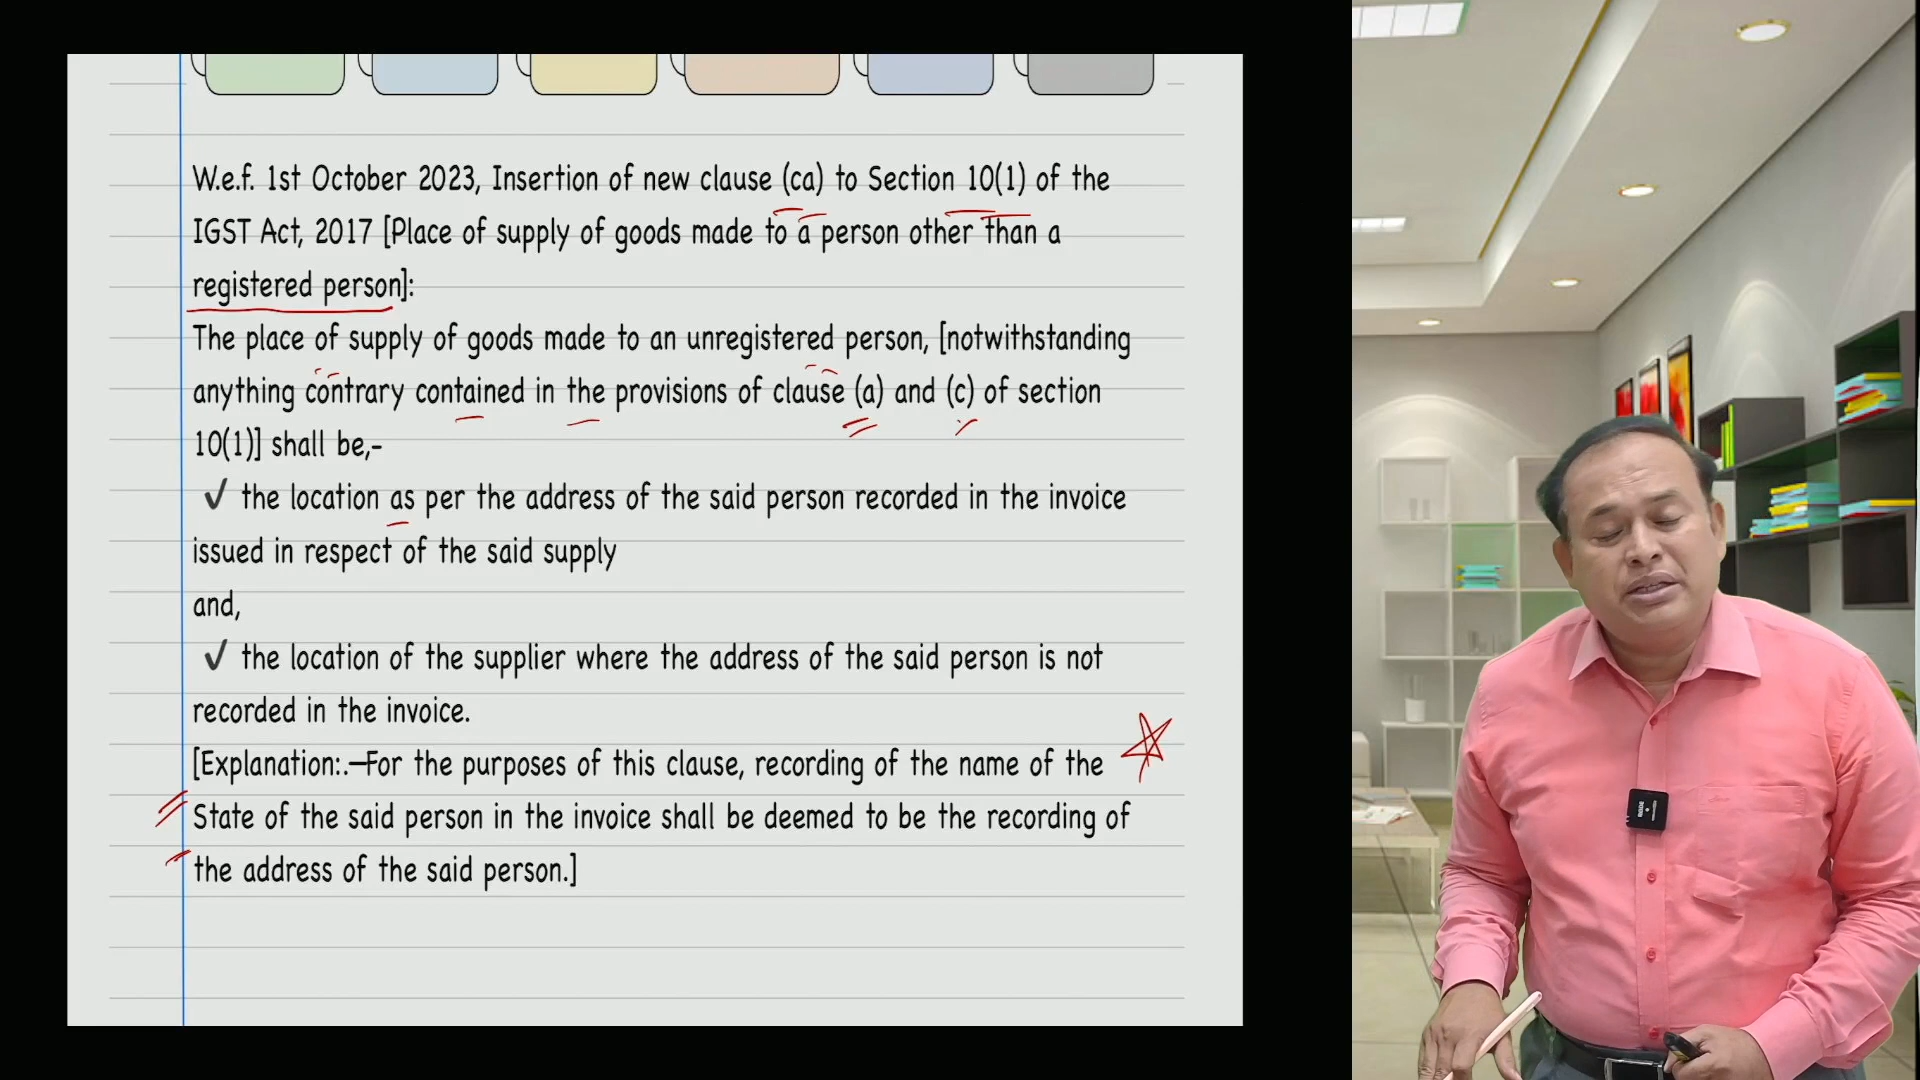 W.e.f. 1st October 2023, Insertion of new clause (ca) to Section 10(1) of the
IGST Act, 2017 [Place of supply of goods made to a person other than a
registered person]:
The place of supply of goods made to an unregistered person, [notwithstanding
anything contrary contained in the provisions of clause (a) and (c) of section
10(1)] shall be,-
✓ the location as per the address of the said person recorded in the invoice
issued in respect of the said supply
and,
✓ the location of the supplier where the address of the said person is not
recorded in the invoice.
[Explanation:.—For the purposes of this clause, recording of the name of the
State of the said person in the invoice shall be deemed to be the recording of
the address of the said person.]